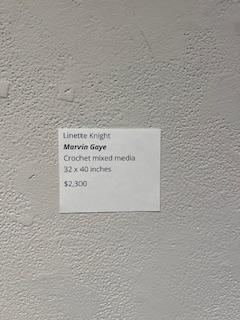 Linette Knight
Marvin Gaye
Crochet mixed media
32 x 40 inches
$2,300